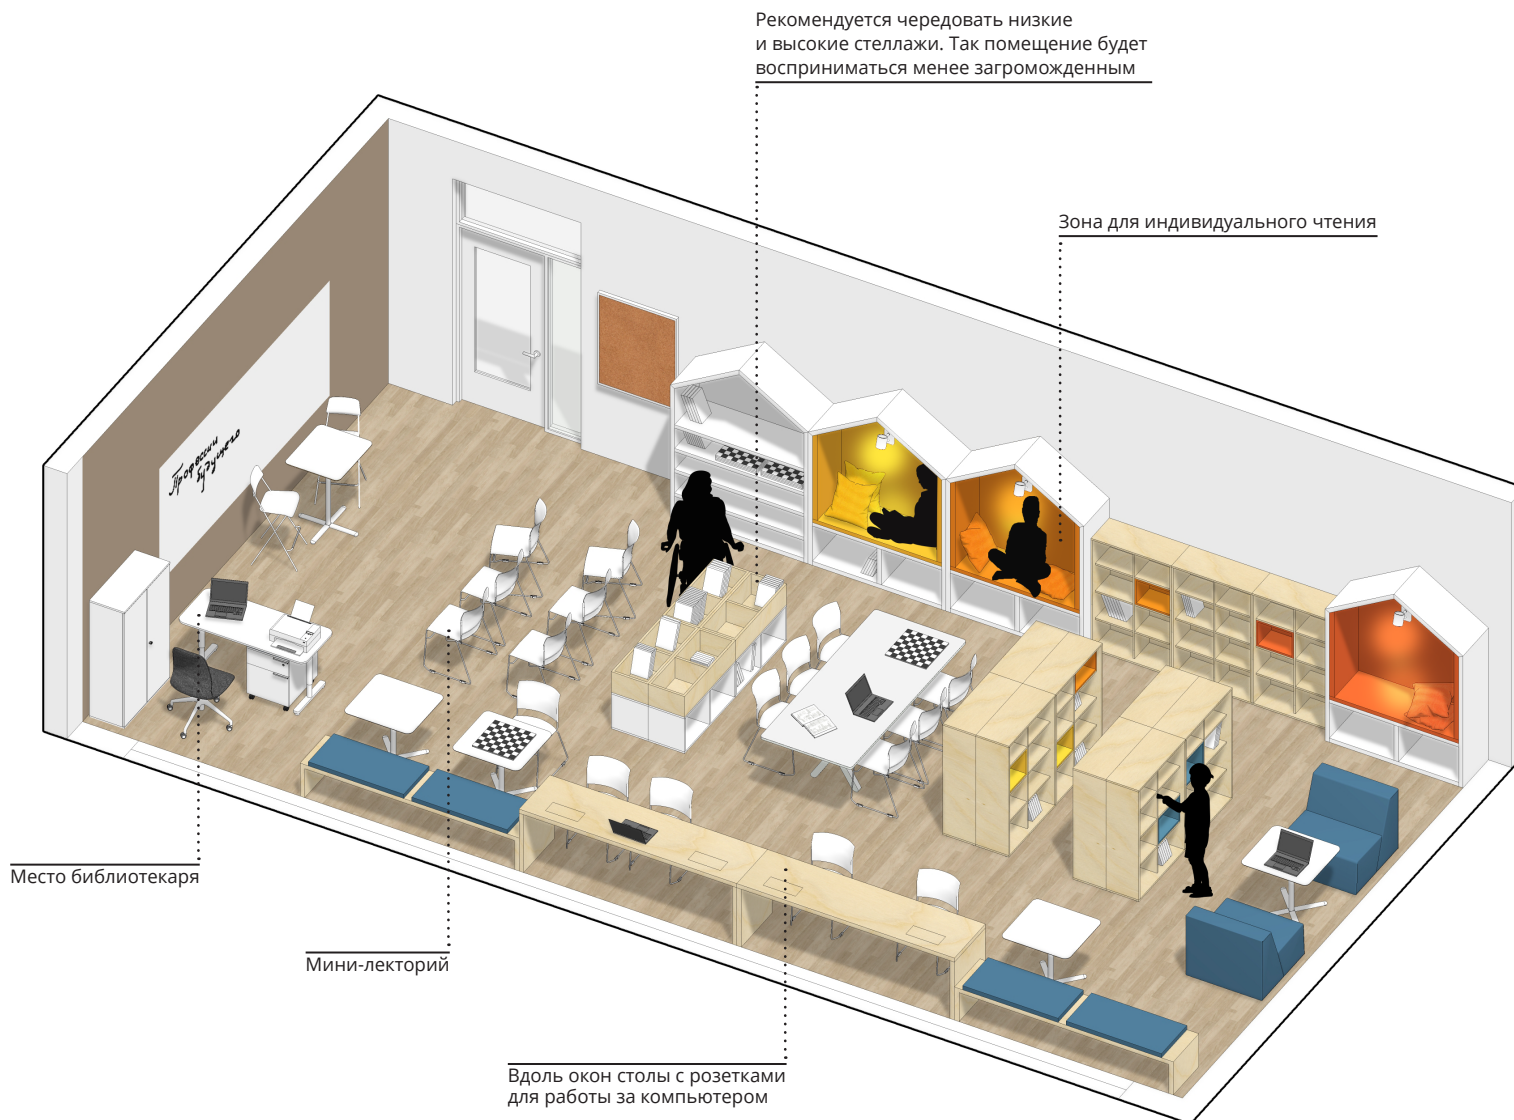 Рекомендуется чередовать низкие
и высокие стеллажи. Так помещение будет
восприниматься менее загроможденным
Зона для индивидуального чтения
Профессии
будущего
Место библиотекаря
Мини-лекторий
Вдоль окон столы с розетками
для работы за компьютером